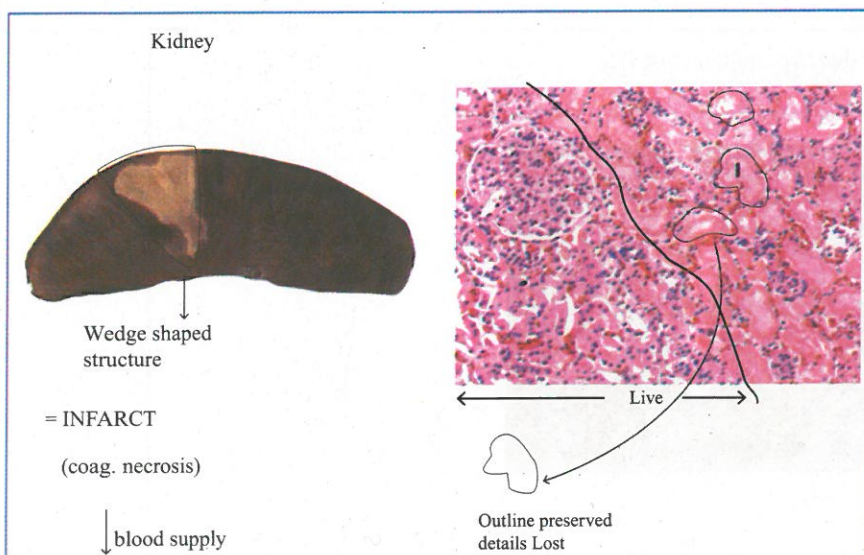 Kidney
Wedge shaped
structure
= INFARCT
(coag. necrosis)
blood supply
I
Live
Outline preserved
details Lost